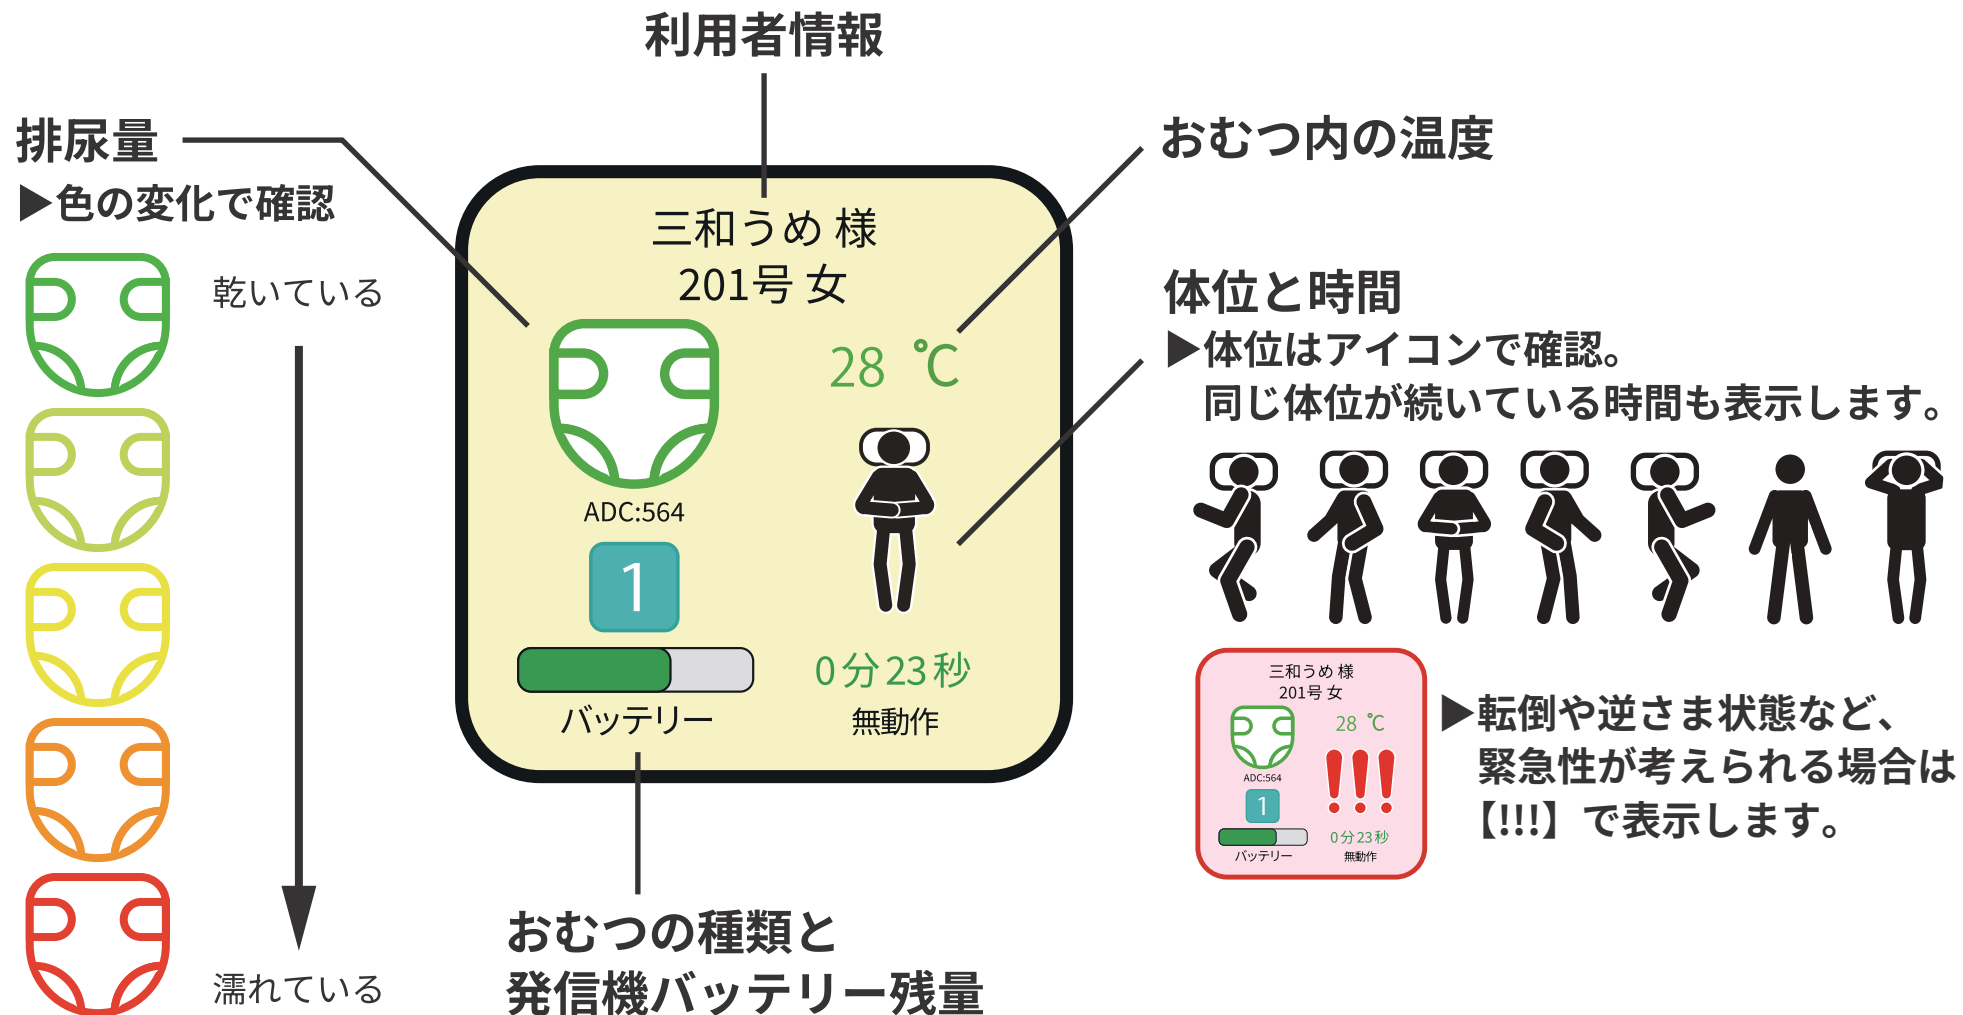 利用者情報
排尿量
▶色の変化で確認
乾いている
濡れている
三和うめ 様
201号 女
28 ℃
ADC:564
1
バッテリー
0分23秒
無動作
おむつの種類と
発信機バッテリー残量
おむつ内の温度
体位と時間
▶体位はアイコンで確認。
同じ体位が続いている時間も表示します。
三和うめ 様
201号 女
28 ℃
ADC:564
1
バッテリー
0分23秒
無動作
▶転倒や逆さま状態など、
緊急性が考えられる場合は
【!!!】で表示します。